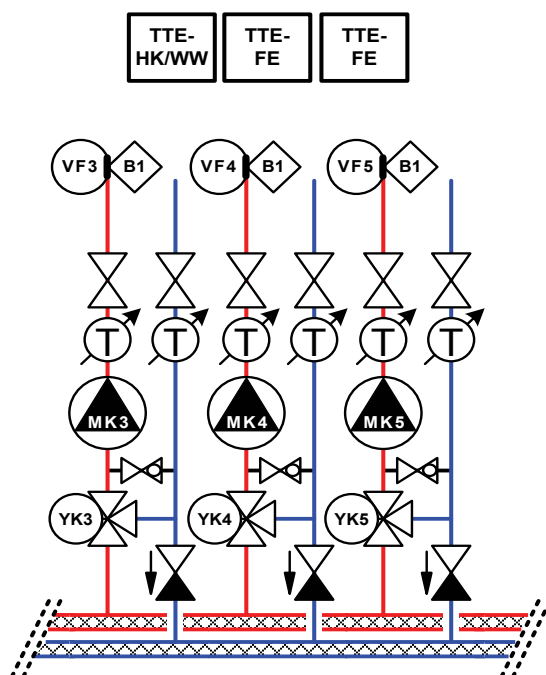 TTE-
HK/WW
TTE-
FE
TTE-
FE
VF3 B1 VF4 B1 VF5 B1
T T T T T T
MK3 MK4 MK5
YK3 YK4 YK5